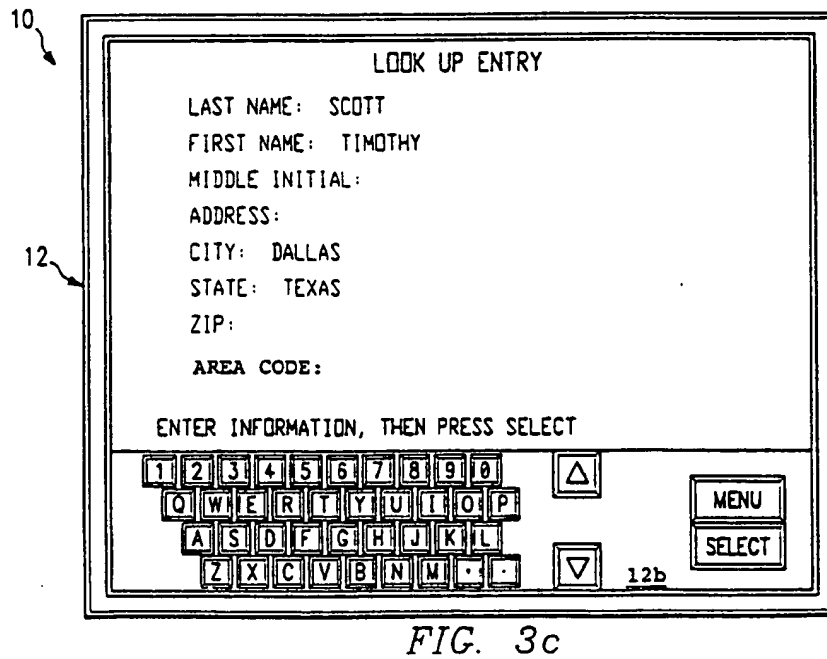 10
LOOK UP ENTRY
LAST NAME: SCOTT
FIRST NAME: TIMOTHY
MIDDLE INITIAL:
ADDRESS:
CITY: DALLAS
12
STATE: TEXAS
ZIP:
AREA CODE:
ENTER INFORMATION, THEN PRESS SELECT
1 2 3 4 5 6 7 8 9 0
Q W E R T Y U I O P
MENU
A S D F G H J K L
SELECT
Z X C V B N M
12b
FIG. 3c